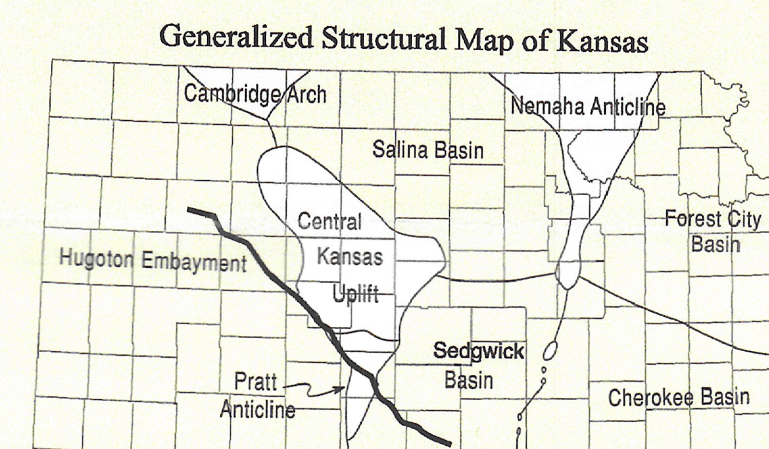 Generalized Structural Map of Kansas
Cambridge Arch
Nemaha Anticline
Salina Basin
Central
Kansas
Uplift
Forest City
Basin
Hugoton Embayment
Sedgwick
Basin
Pratt
Anticline
Cherokee Basin